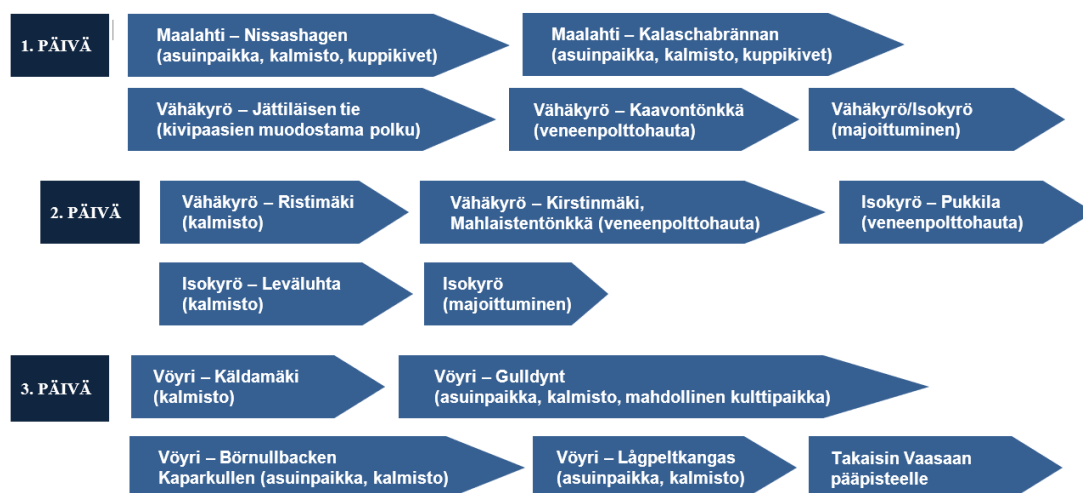 1. PÄIVÄ
Maalahti – Nissashagen
(asuinpaikka, kalmisto, kuppikivet)
Maalahti – Kalaschabrännan
(asuinpaikka, kalmisto, kuppikivet)
Vähäkyrö – Jättiläisen tie
(kivipaasien muodostama polku)
Vähäkyrö – Kaavontönkkä
(veneenpolttohauta)
Vähäkyrö/Isokyrö
(majoittuminen)
2. PÄIVÄ
Vähäkyrö – Ristimäki
(kalmisto)
Vähäkyrö – Kirstinmäki,
Mahlaistentönkkä (veneenpolttohauta)
Isokyrö – Pukkila
(veneenpolttohauta)
Isokyrö – Leväluhta
(kalmisto)
Isokyrö
(majoittuminen)
3. PÄIVÄ
Vöyri – Käldamäki
(kalmisto)
Vöyri – Gulldynt
(asuinpaikka, kalmisto, mahdollinen kulttipaikka)
Vöyri – Börnullbacken
Kaparkullen (asuinpaikka, kalmisto)
Vöyri – Lågpeltkangas
(asuinpaikka, kalmisto)
Takaisin Vaasaan
pääpisteelle